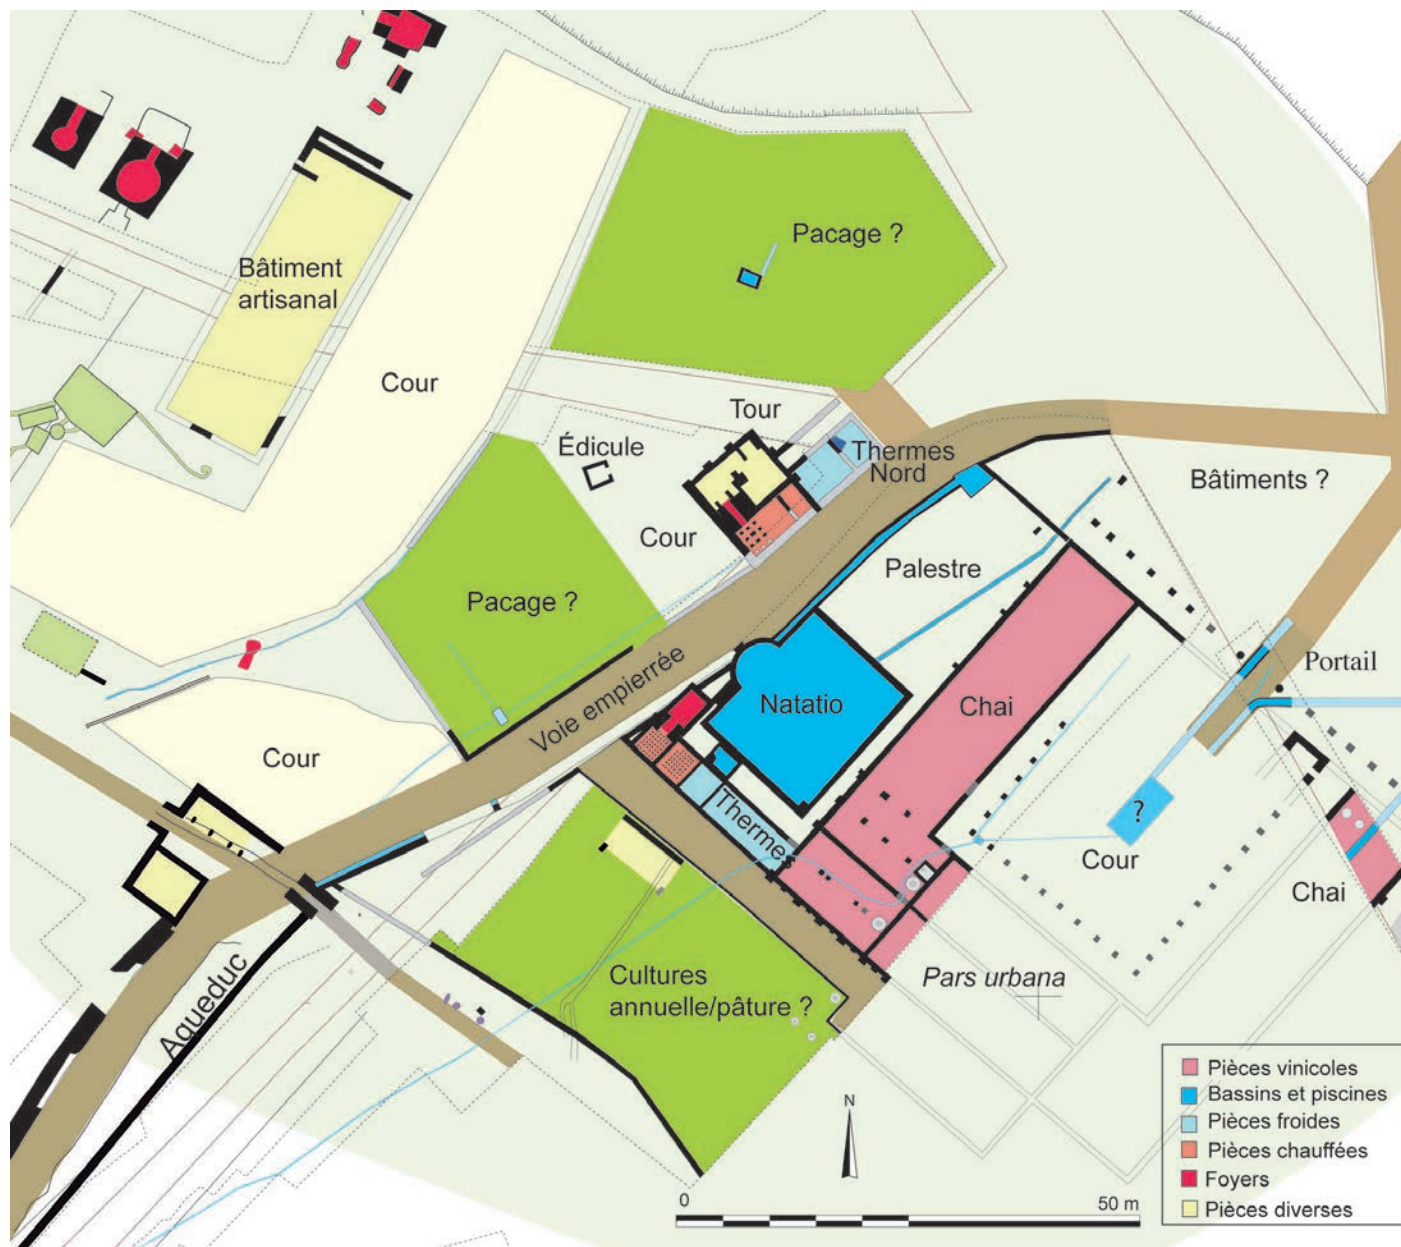 Pacage ?
Bâtiment
artisanal
Cour
Tour
Édicule
Thermes
Nord
Bâtiments ?
Cour
Palestre
Pacage ?
Voie empierrée
Portail
Natatio
Chai
Cour
Thermes
?
Cour
Chai
Aqueduc
Cultures
annuelle/pâture ?
Pars urbana
N
0
50 m
Pièces vinicoles
Bassins et piscines
Pièces froides
Pièces chauffées
Foyers
Pièces diverses